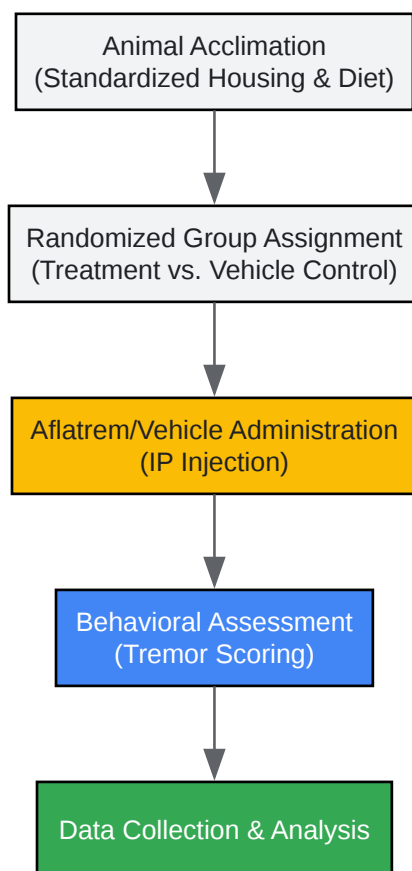 Animal Acclimation
(Standardized Housing & Diet)
Randomized Group Assignment
(Treatment vs. Vehicle Control)
Aflatrem/Vehicle Administration
(IP Injection)
Behavioral Assessment
(Tremor Scoring)
Data Collection & Analysis